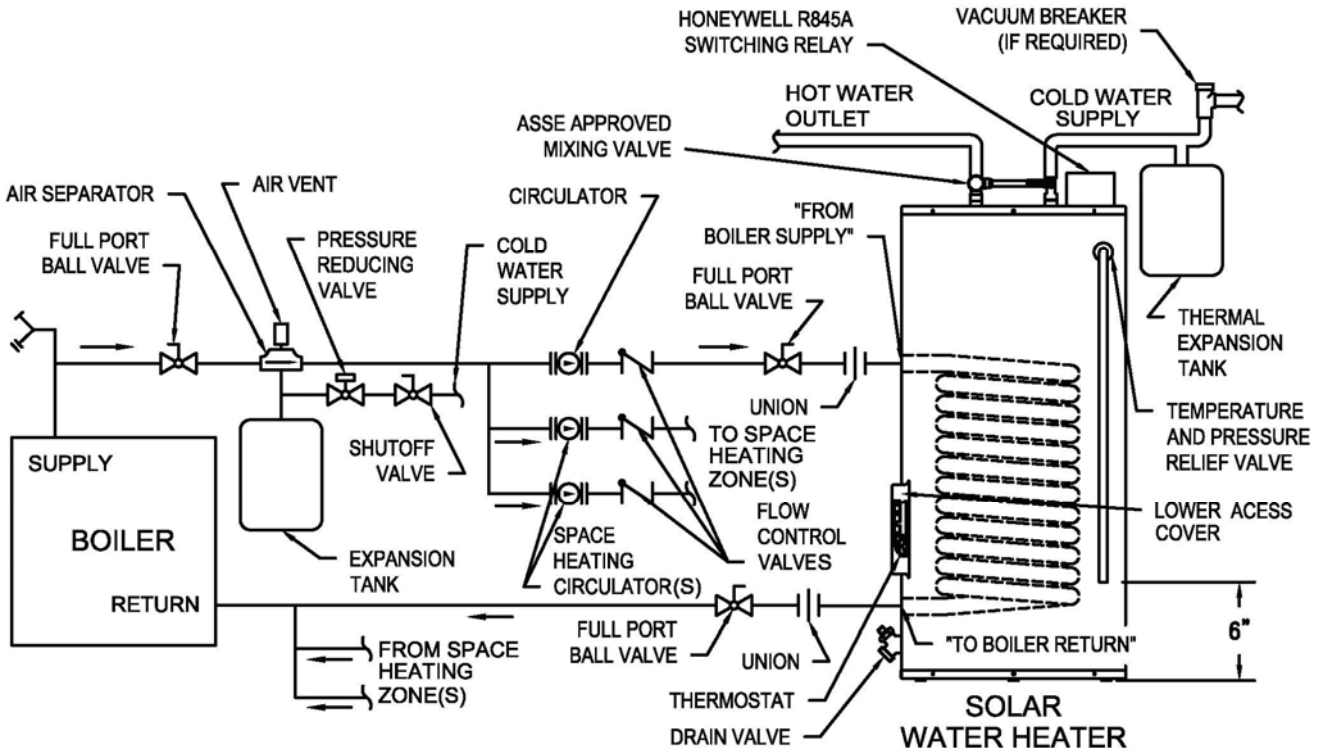 HONEYWELL R845A
SWITCHING RELAY
VACUUM BREAKER
(IF REQUIRED)
HOT WATER
OUTLET
COLD WATER
SUPPLY
ASSE APPROVED
MIXING VALVE
AIR SEPARATOR
AIR VENT
CIRCULATOR
"FROM
BOILER SUPPLY"
FULL PORT
BALL VALVE
PRESSURE
REDUCING
VALVE
COLD
WATER
SUPPLY
FULL PORT
BALL VALVE
THERMAL
EXPANSION
TANK
UNION
SHUTOFF
VALVE
TO SPACE
HEATING
ZONE(S)
TEMPERATURE
AND PRESSURE
RELIEF VALVE
SUPPLY
BOILER
RETURN
EXPANSION
TANK
SPACE
HEATING
CIRCULATOR(S)
FLOW
CONTROL
VALVES
LOWER ACESS
COVER
FROM SPACE
HEATING
ZONE(S)
FULL PORT
BALL VALVE
UNION
"TO BOILER RETURN"
6"
THERMOSTAT
DRAIN VALVE
SOLAR
WATER HEATER